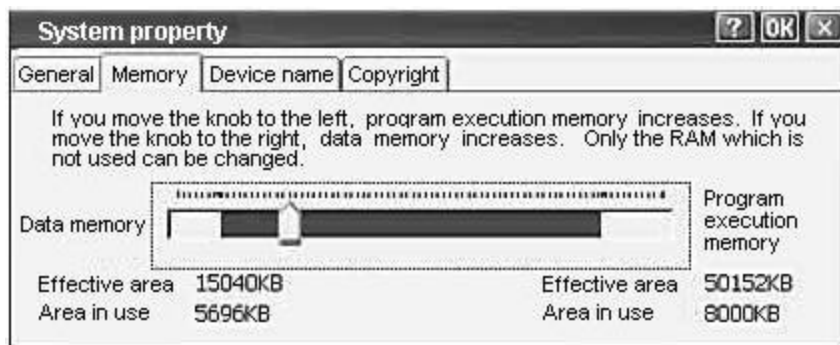 System property ? OK ×
General Memory Device name Copyright
If you move the knob to the left, program execution memory increases. If you
move the knob to the right, data memory increases. Only the RAM which is
not used can be changed.
Data memory
Program
execution
memory
Effective area 15040KB Effective area 50152KB
Area in use 5696KB Area in use 8000KB